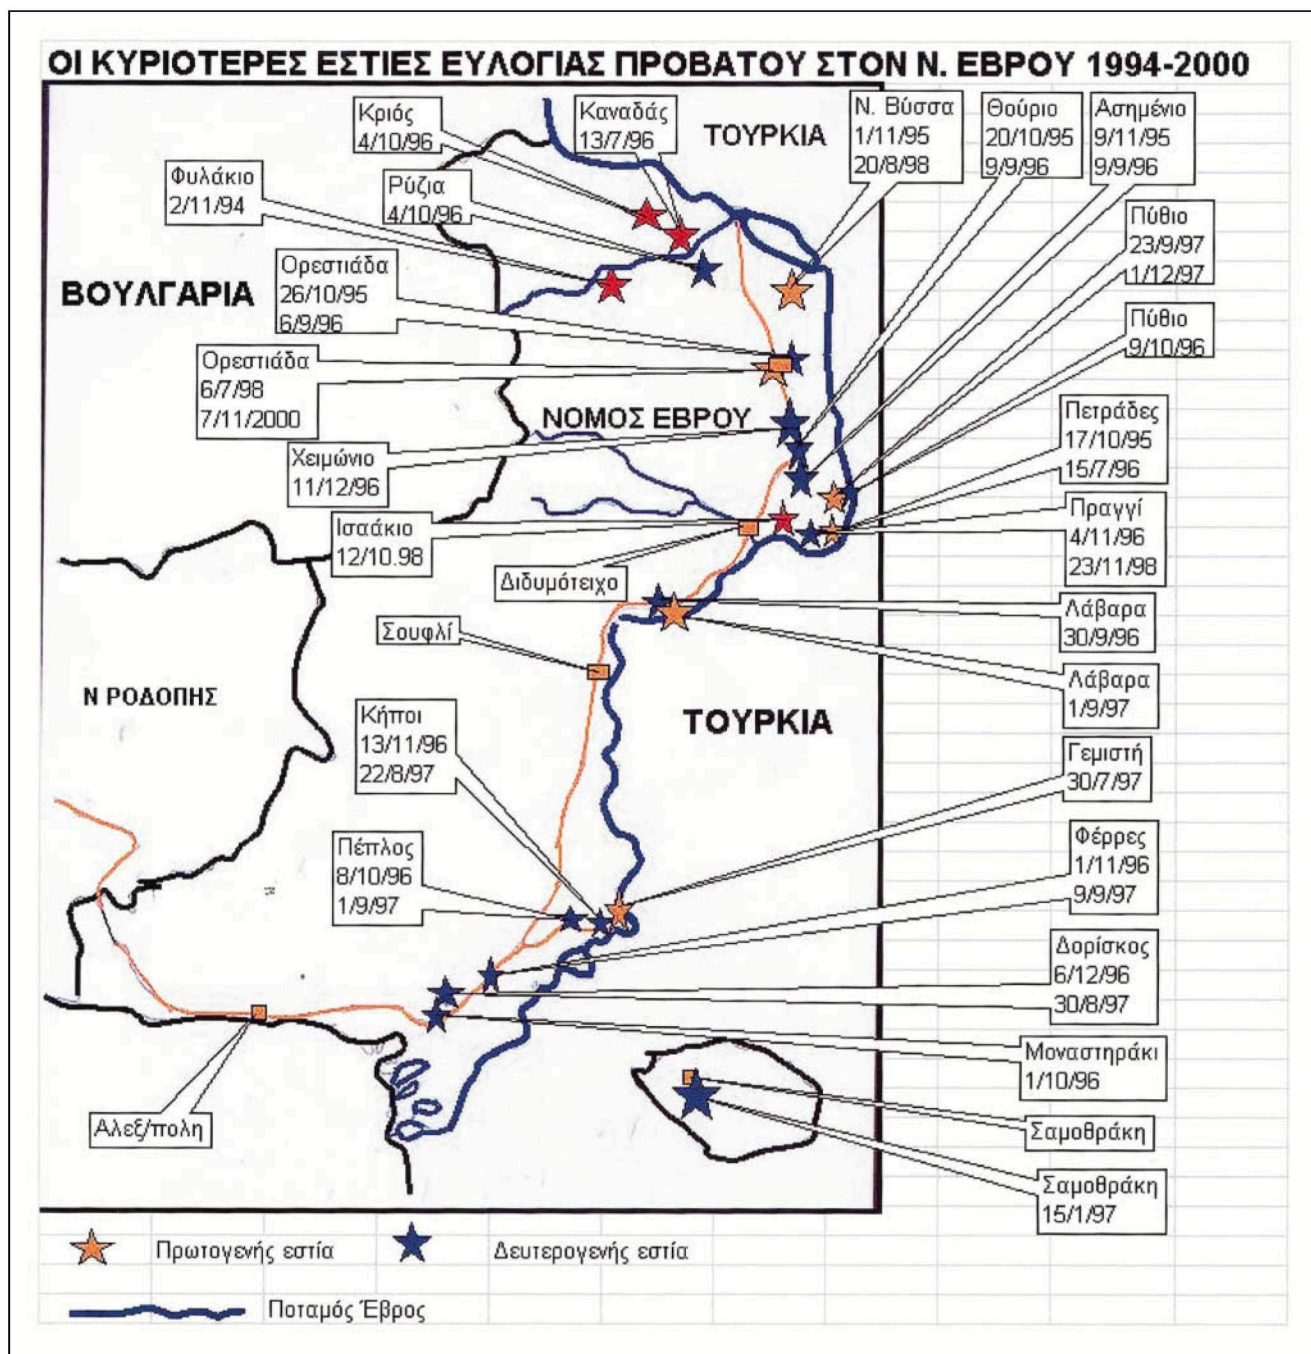 ΟΙ ΚΥΡΙΟΤΕΡΕΣ ΕΣΤΙΕΣ ΕΥΛΟΓΙΑΣ ΠΡΟΒΑΤΟΥ ΣΤΟΝ Ν. ΕΒΡΟΥ 1994-2000
Κριός
4/10/96
Καναδάς
13/7/96
ΤΟΥΡΚΙΑ
Ν. Βύσσα
1/11/95
20/8/98
Θούριο
20/10/95
9/9/96
Ασημένιο
9/11/95
9/9/96
Φυλάκιο
2/11/94
Ρύζια
4/10/96
Πύθιο
23/9/97
1/12/97
ΒΟΥΛΓΑΡΙΑ
Ορεστιάδα
26/10/95
6/9/96
Πύθιο
9/10/96
Ορεστιάδα
6/7/98
7/11/2000
ΝΟΜΟΣ ΕΒΡΟΥ
Πετράδες
17/10/95
15/7/96
Χειμώνιο
11/12/96
Πραγγί
4/11/96
23/11/98
Ισαάκιο
12/10.98
Διδυμότειχο
Λάβαρα
30/9/96
Σουφλί
Λάβαρα
1/9/97
Ν ΡΟΔΟΠΗΣ
ΤΟΥΡΚΙΑ
Κήποι
13/11/96
22/8/97
Γεμιστή
30/7/97
Πέπλος
8/10/96
1/9/97
Φέρρες
1/11/96
9/9/97
Δορίσκος
6/12/96
30/8/97
Μοναστηράκι
1/10/96
Αλεξ/πολη
Σαμοθράκη
Σαμοθράκη
15/1/97
Πρωτογενής εστία
Δευτερογενής εστία
Ποταμός Έβρος